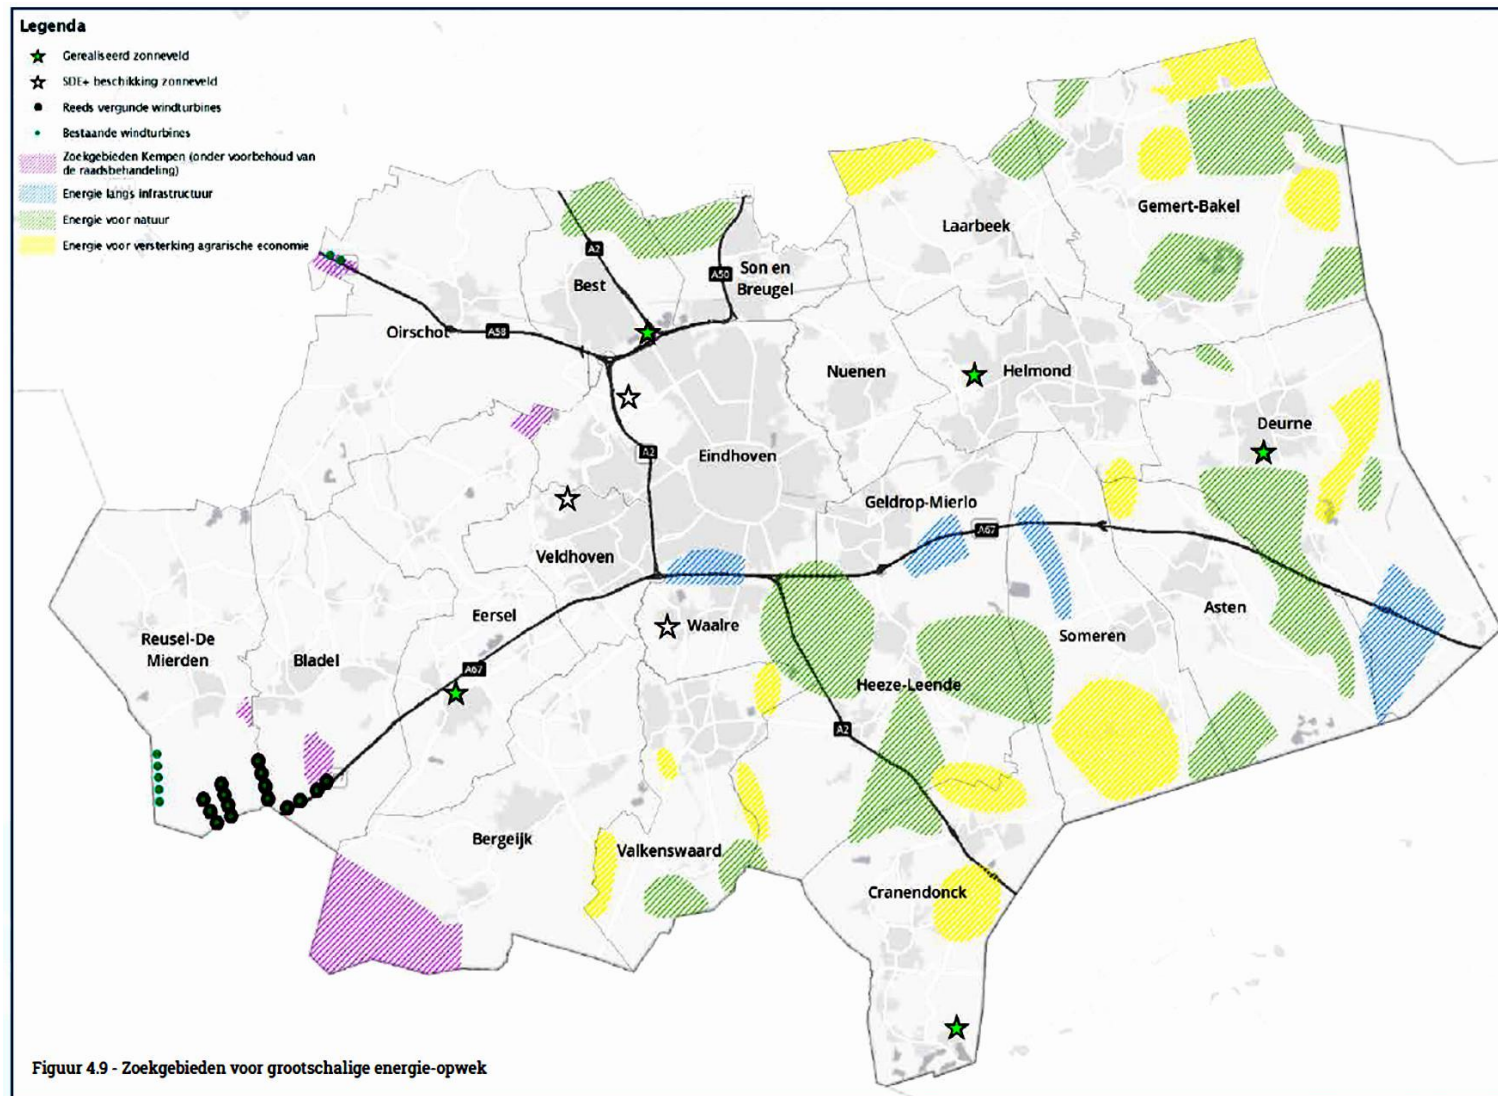 Legenda
Gerealiseerd zonneveld
SDE+ beschikking zonneveld
Reeds vergunde windturbines
Bestaande windturbines
Zoekgebieden Kempen (onder voorbehoud van
de raadsbehandeling)
Energie langs infrastructuur
Energie voor natuur
Energie voor versterking agrarische economie
Gemert-Bakel
Laarbeek
A2
A50
Son en
Breugel
Best
Oirschot
A58
Nuenen
Helmond
Deurne
A2
Eindhoven
Geldrop-Mierlo
A67
Veldhoven
Eersel
Waalre
Asten
Someren
Reusel-De
Mierden
Bladel
A67
Heeze-Leende
A2
Bergeijk
Valkenswaard
Cranendonck
Figuur 4.9 - Zoekgebieden voor grootschalige energie-opwek